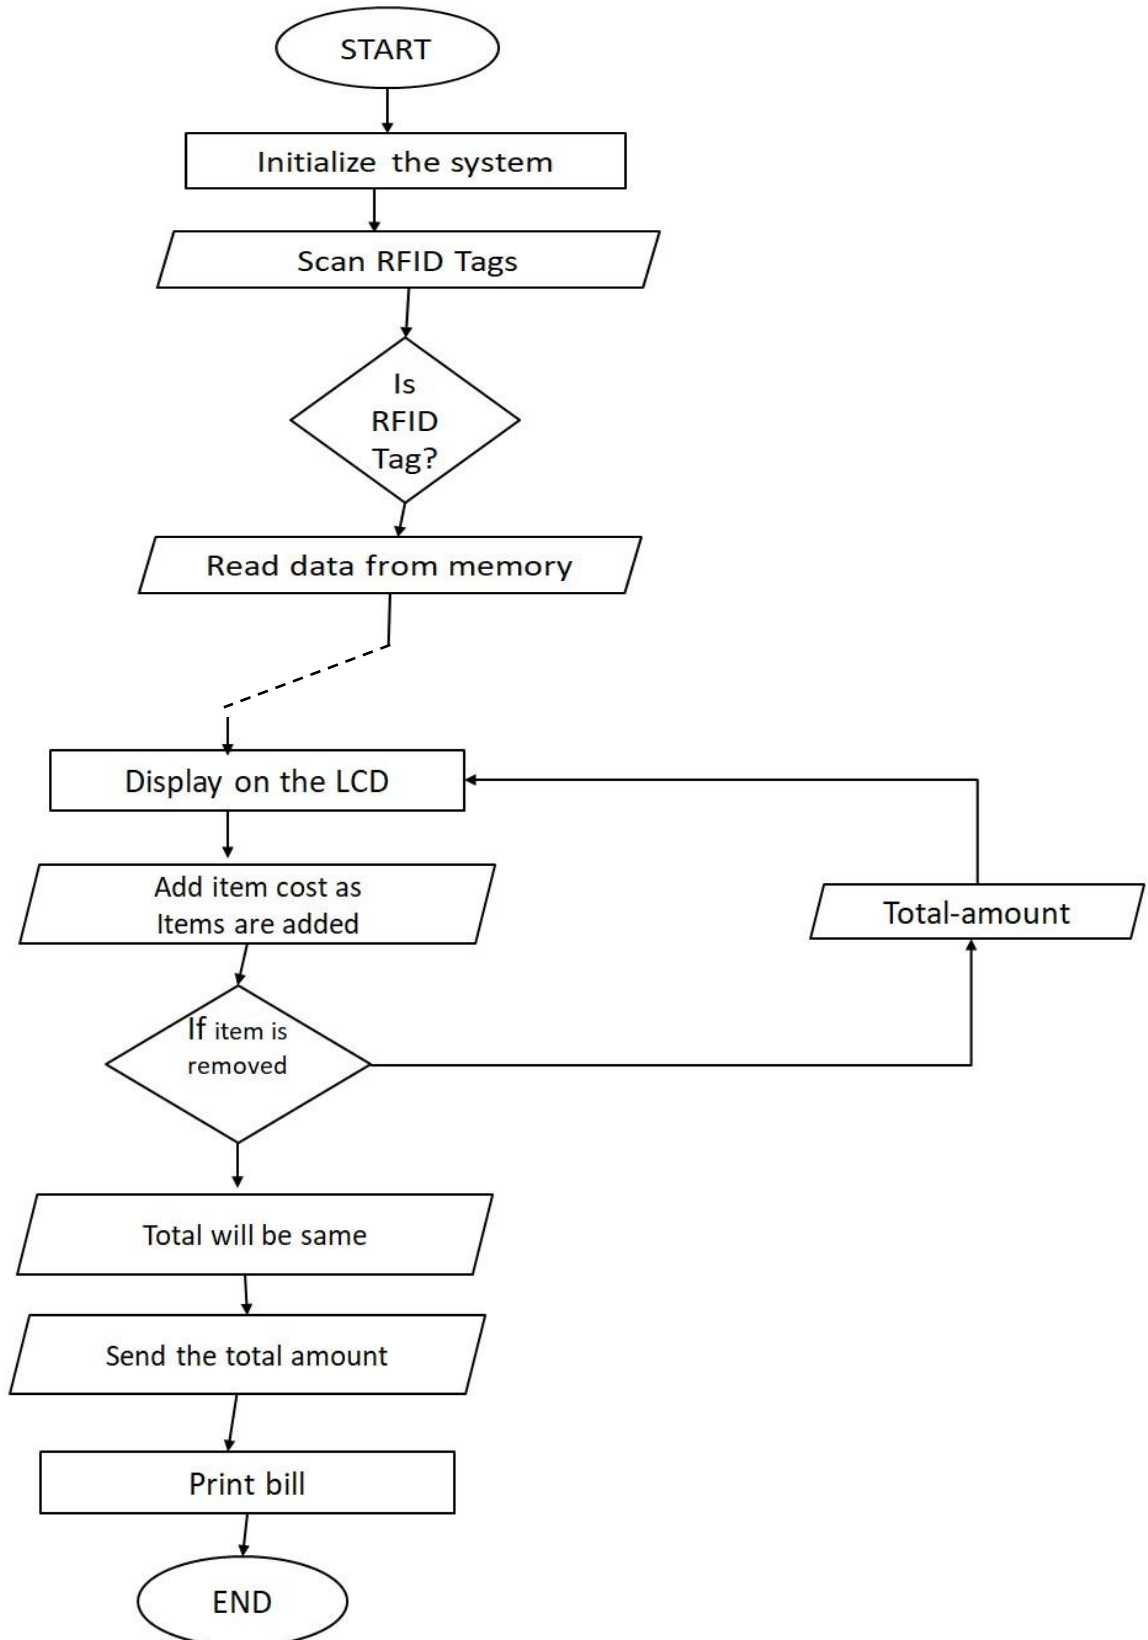 START
Initialize the system
Scan RFID Tags
Is
RFID
Tag?
Read data from memory
Display on the LCD
Add item cost as
Items are added
Total-amount
If item is
removed
Total will be same
Send the total amount
Print bill
END